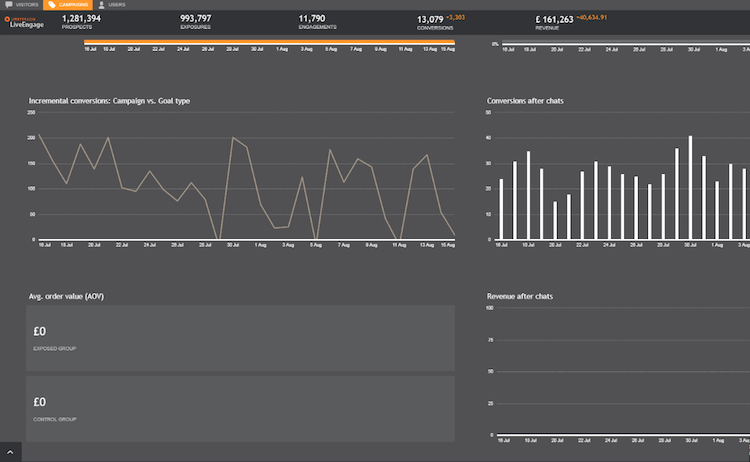 VISITORS CAMPAIGNS USERS
LIVEPERSON
LiveEngage
1,281,394
PROSPECTS
993,797
EXPOSURES
11,790
ENGAGEMENTS
13,079 -3,303
CONVERSIONS
£ 161,263 +40,634.91
REVENUE
16 Jul 18 Jul 20 Jul 22 Jul 24 Jul 26 Jul 28 Jul 30 Jul 1 Aug 3 Aug 5 Aug 7 Aug 9 Aug 11 Aug 13 Aug 15 Aug
0%
16 Jul 18 Jul 20 Jul 22 Jul 24 Jul 26 Jul 28 Jul 30 Jul 1 Aug 3 A
Incremental conversions: Campaign vs. Goal type
250
200
150
100
50
0
16 Jul 18 Jul 20 Jul 22 Jul 24 Jul 26 Jul 28 Jul 30 Jul 1 Aug 3 Aug 5 Aug 7 Aug 9 Aug 11 Aug 13 Aug 15 Aug
Conversions after chats
50
40
30
20
10
0
16 Jul 18 Jul 20 Jul 22 Jul 24 Jul 26 Jul 28 Jul 30 Jul 1 Aug 3 A
Avg. order value (AOV)
£0
EXPOSED GROUP
£0
CONTROL GROUP
Revenue after chats
100
75
50
25
0
16 Jul 18 Jul 20 Jul 22 Jul 24 Jul 26 Jul 28 Jul 30 Jul 1 Aug 3 A